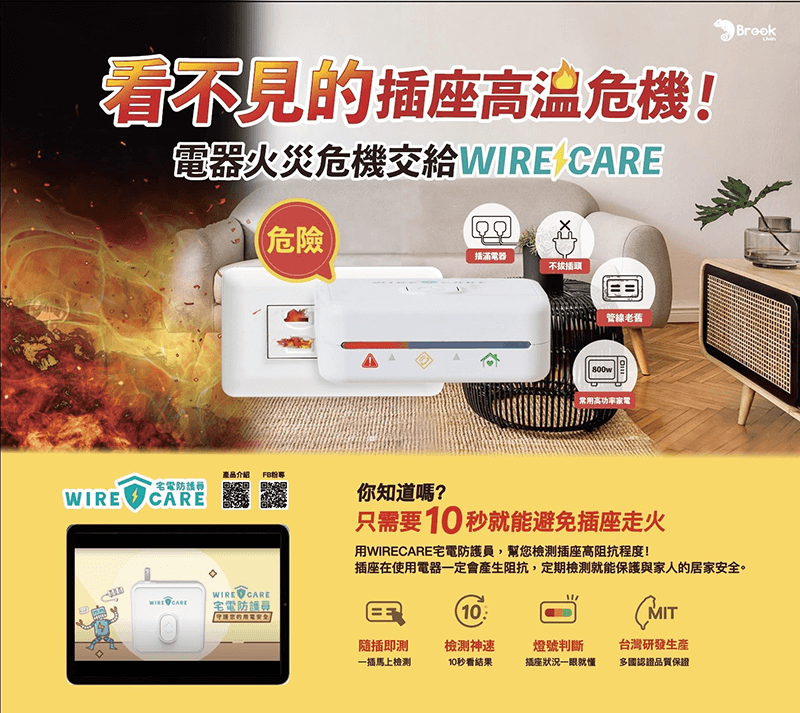 Brook
Livin
看不見的插座高溫危機！
電器火災危機交給WIRE CARE
危險
插滿電器
不拔插頭
管線老舊
800w
常用高功率家電
WIRE CARE
宅電防護員
產品介紹
FB粉專
WIRE CARE
WIRE CARE
宅電防護員
守護您的用電安全
你知道嗎?
只需要10秒就能避免插座走火
用WIRECARE宅電防護員，幫您檢測插座高阻抗程度！
插座在使用電器一定會產生阻抗，定期檢測就能保護與家人的居家安全。
10
MIT
隨插即測
一插馬上檢測
檢測神速
10秒看結果
燈號判斷
插座狀況一眼就懂
台灣研發生產
多國認證品質保證